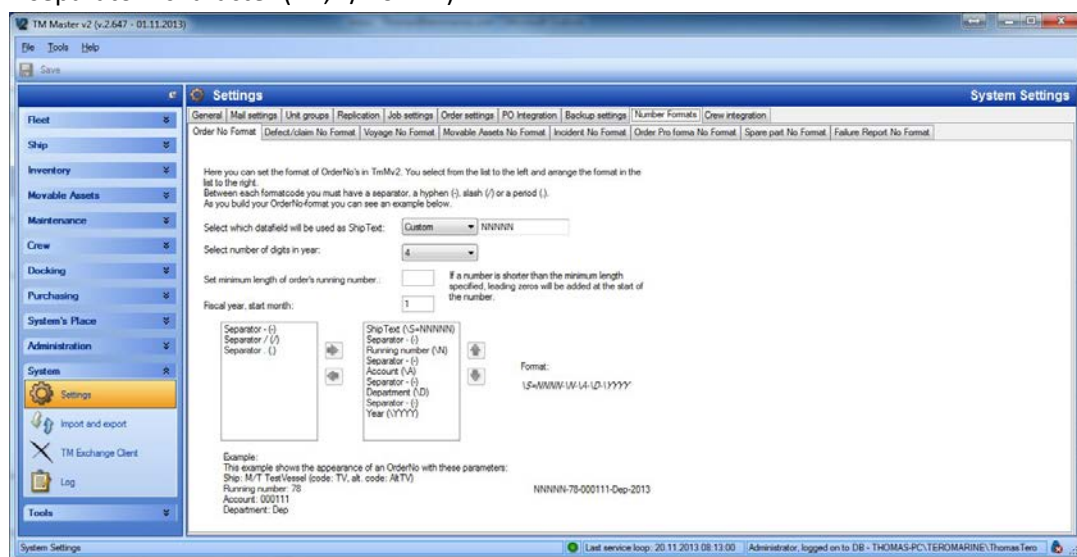 TM Master v2 (v.2.647 - 01.11.2013)
File Tools Help
Save
Settings
System Settings
Fleet
Ship
Inventory
Movable Assets
Maintenance
Crew
Docking
Purchasing
System's Place
Administration
System
Settings
Import and export
TM Exchange Client
Log
Tools
General Mail settings Unit groups Replication Job settings Order settings PO Integration Backup settings Number Formats Crew integration
Order No Format Defect/claim No Format Voyage No Format Movable Assets No Format Incident No Format Order Pro forma No Format Spare part No Format Failure Report No Format
Here you can set the format of OrderNo's in TmMv2. You select from the list to the left and arrange the format in the
list to the right.
Between each formatcode you must have a separator, a hyphen (-), slash (/) or a period (.).
As you build your OrderNo-format you can see an example below.
Select which datafield will be used as ShipText: Custom NNNNN
Select number of digits in year: 4
Set minimum length of order's running number.:
If a number is shorter than the minimum length
specified, leading zeros will be added at the start of
the number.
Fiscal year, start month: 1
Separator - (-)
Separator / (/)
Separator . (.)
ShipText (\S=NNNNN)
Separator - (-)
Running number (\N)
Separator - (-)
Account (\A)
Separator - (-)
Department (\D)
Separator - (-)
Year (\YYYY)
Format:
\S=NNNNN-\N-\A-\D-\YYYY
Example:
This example shows the appearance of an OrderNo with these parameters:
Ship: M/T TestVessel (code: TV, alt. code: AltTV)
Running number: 78
Account: 000111
Department: Dep
NNNNN-78-000111-Dep-2013
System Settings
Last service loop: 20.11.2013 08:13:00
Administrator, logged on to DB - THOMAS-PC\TEROMARINE\ThomasTero